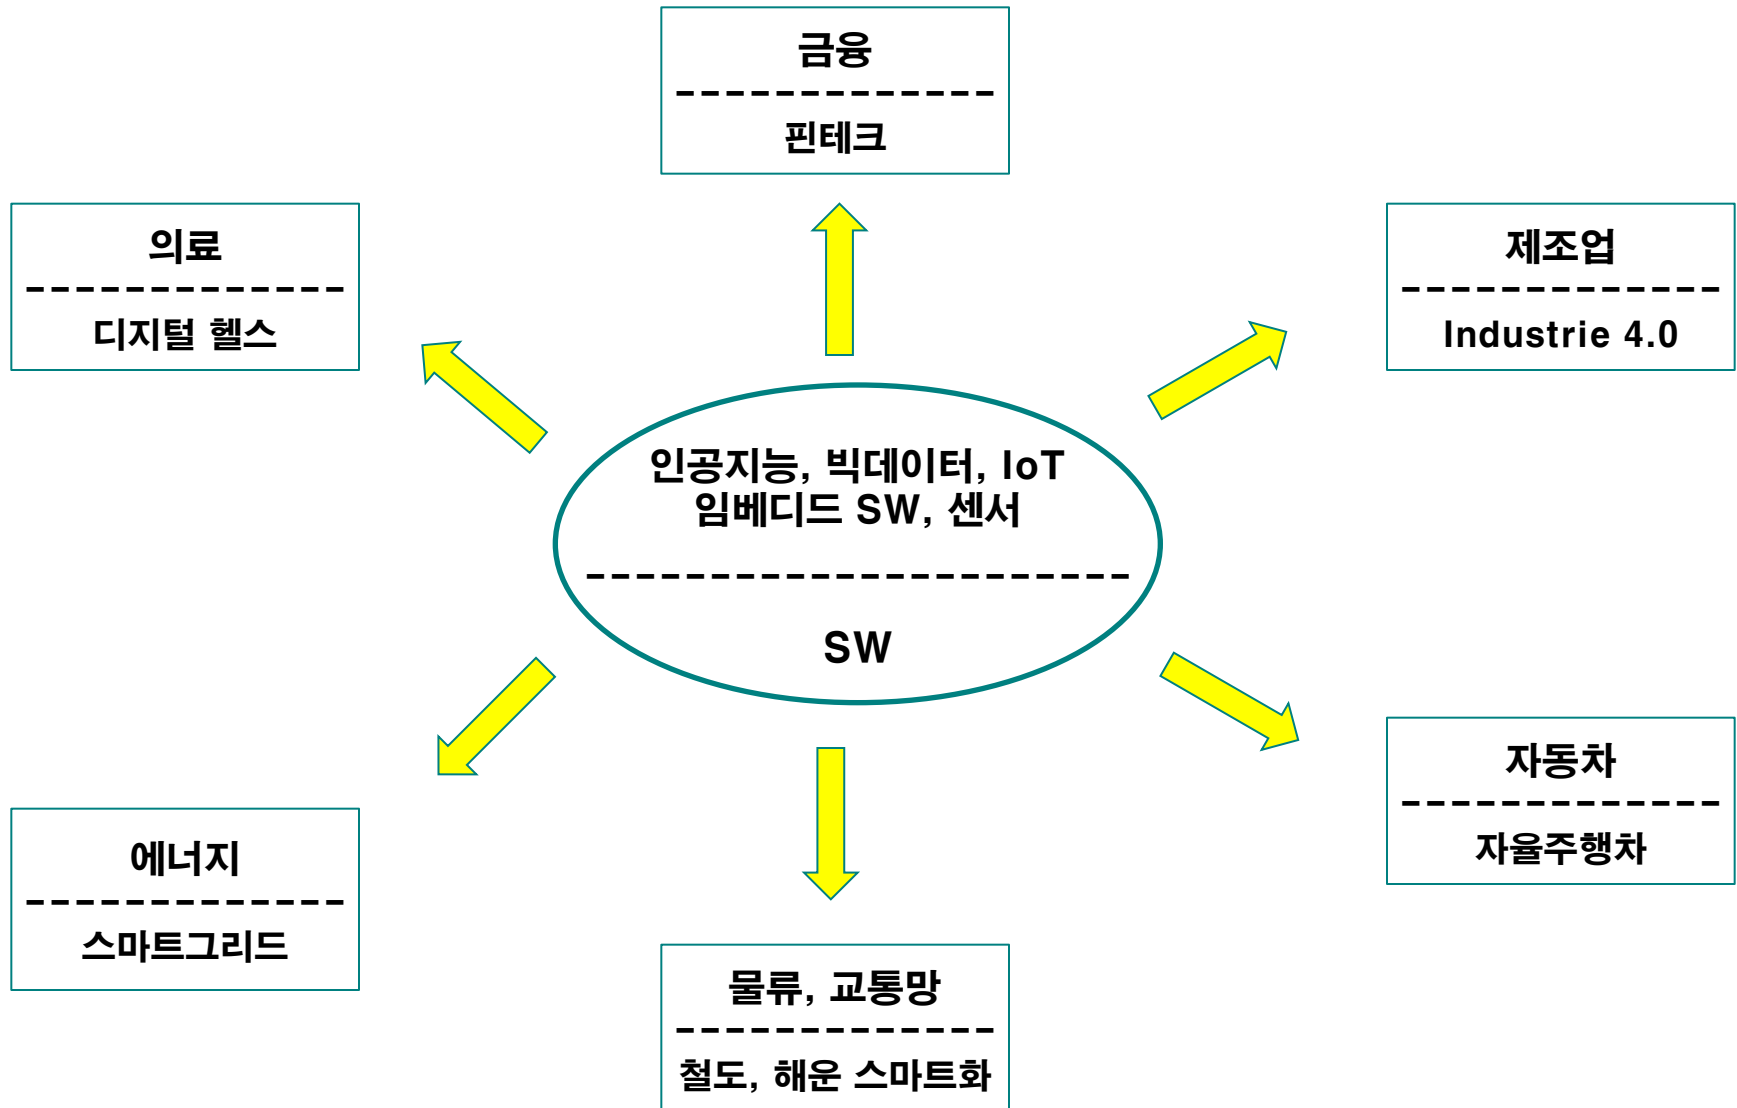 금융
핀테크
의료
디지털 헬스
제조업
Industrie 4.0
인공지능, 빅데이터, IoT
임베디드 SW, 센서
SW
자동차
자율주행차
에너지
스마트그리드
물류, 교통망
철도, 해운 스마트화